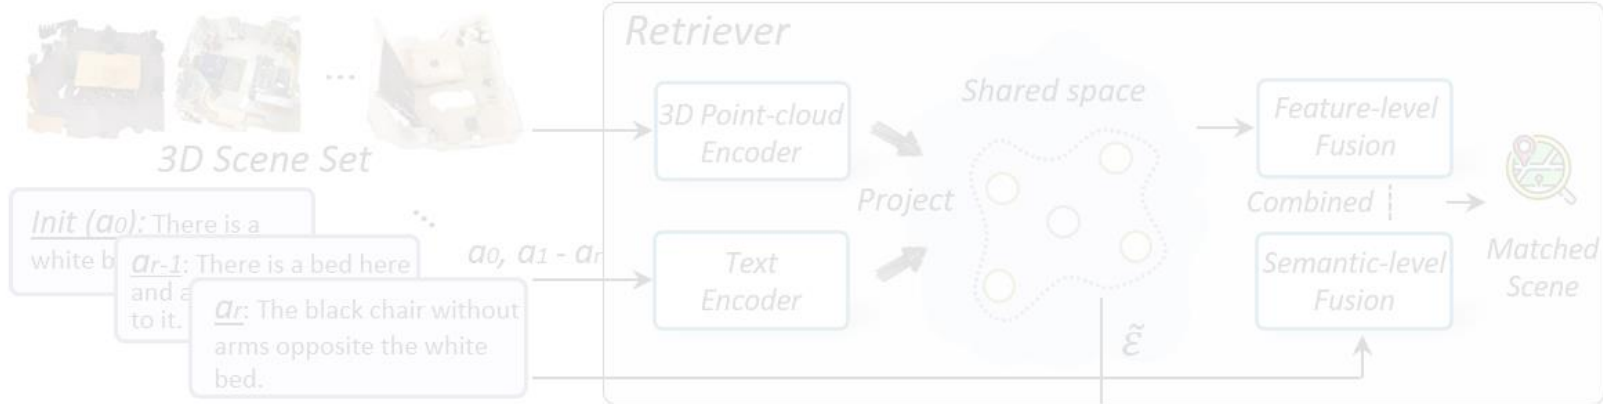 Retriever
3D Scene Set
Init (a0): There is a
white b
ar-1: There is a bed here
and a
to it.
ar: The black chair without
arms opposite the white
bed.
a0, a1 - ar
3D Point-cloud
Encoder
Text
Encoder
Project
Shared space
ε̃
Feature-level
Fusion
Combined
Semantic-level
Fusion
Matched
Scene